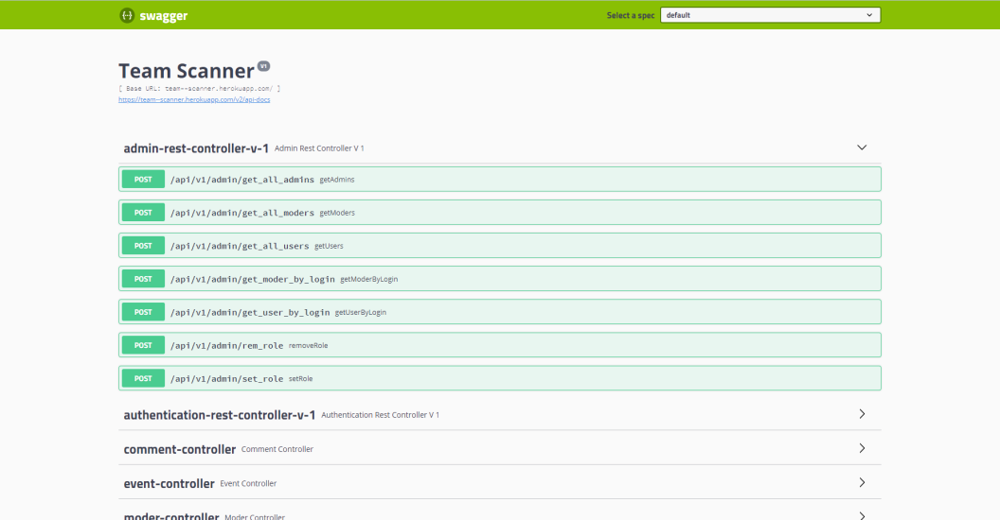 swagger
Select a spec default
Team Scanner V1
[ Base URL: team--scanner.herokuapp.com/ ]
https://team--scanner.herokuapp.com/v2/api-docs
admin-rest-controller-v-1 Admin Rest Controller V 1
POST /api/v1/admin/get_all_admins getAdmins
POST /api/v1/admin/get_all_moders getModers
POST /api/v1/admin/get_all_users getUsers
POST /api/v1/admin/get_moder_by_login getModerByLogin
POST /api/v1/admin/get_user_by_login getUserByLogin
POST /api/v1/admin/rem_role removeRole
POST /api/v1/admin/set_role setRole
authentication-rest-controller-v-1 Authentication Rest Controller V 1
comment-controller Comment Controller
event-controller Event Controller
moder-controller Moder Controller